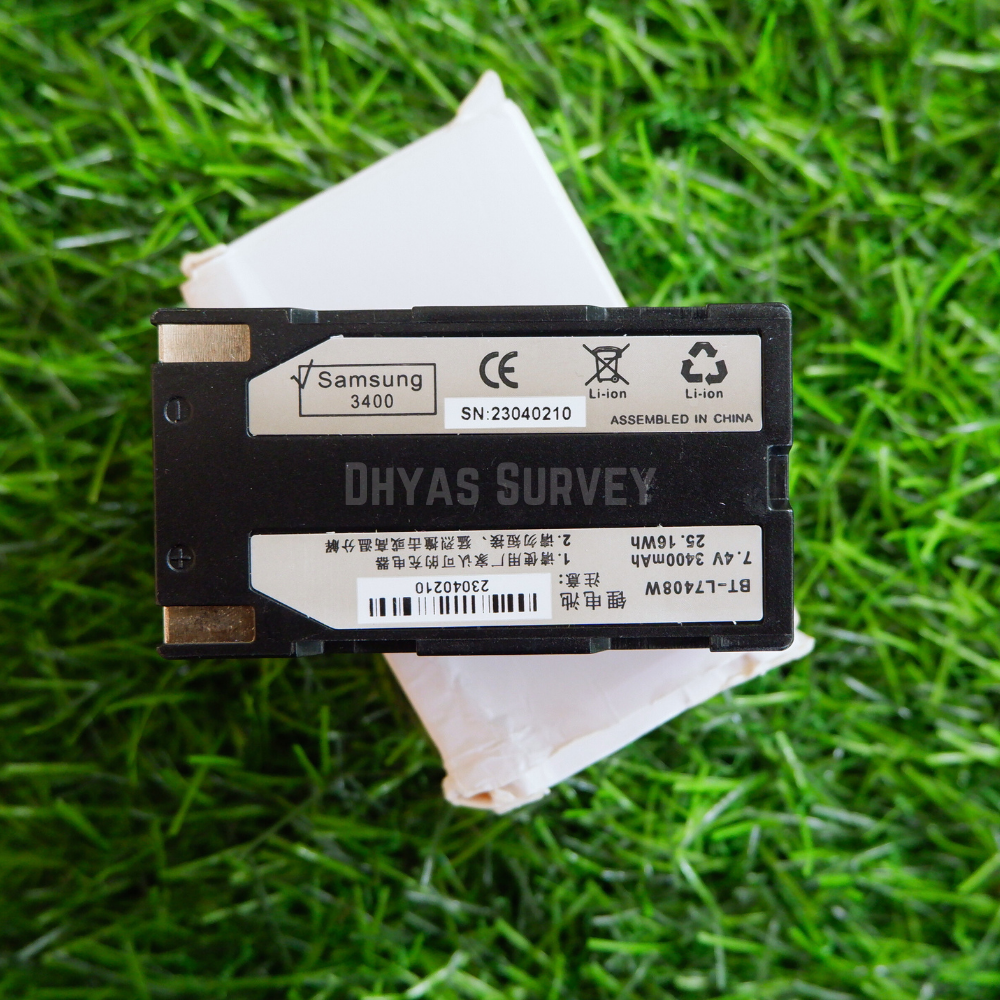 √ Samsung
3400
CE
SN:23040210
Li-ion
Li-ion
ASSEMBLED IN CHINA
DHYAS SURVEY
BT-L7408W
7.4V 3400mAh
25.16Wh
锂电池
注意:
1.请使用厂家认可的充电器
2.请勿短接、猛烈撞击或高温分解
23040210